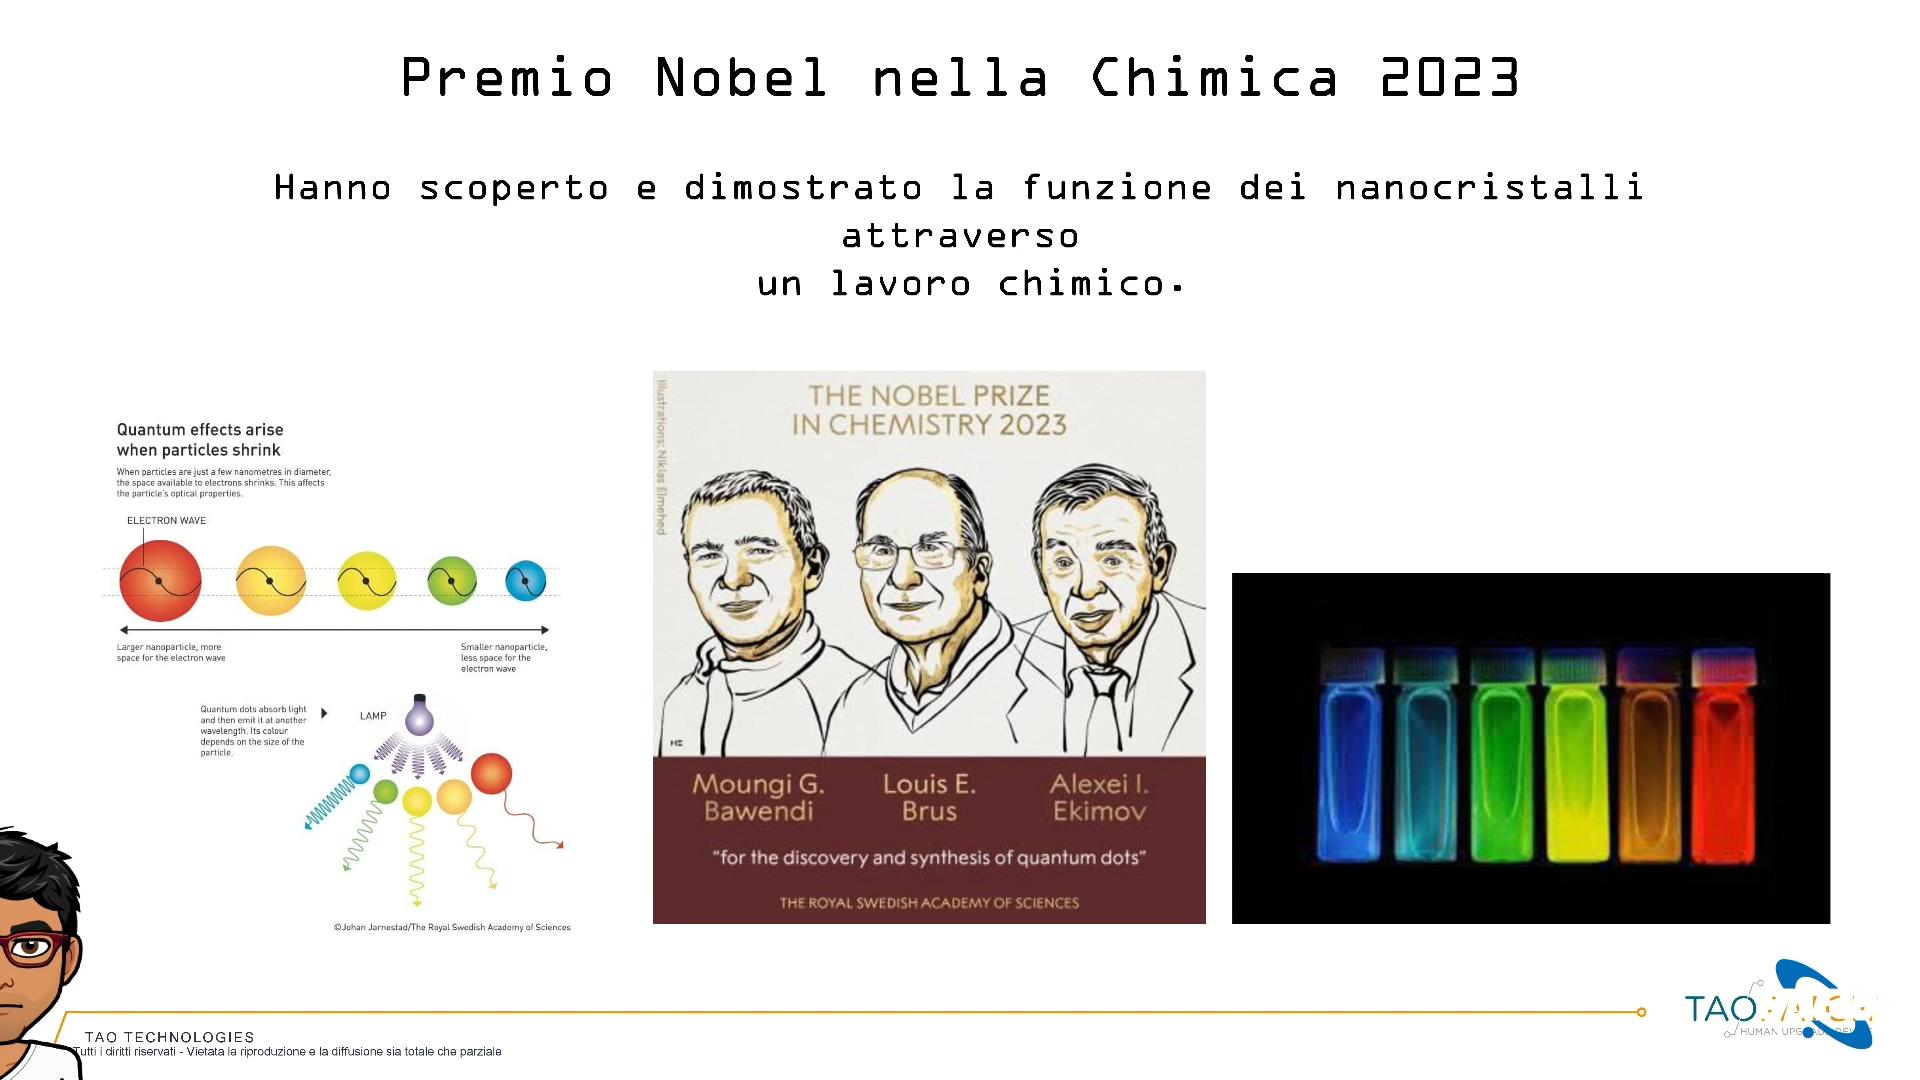 Premio Nobel nella Chimica 2023
Hanno scoperto e dimostrato la funzione dei nanocristalli
attraverso
un lavoro chimico.
Quantum effects arise
when particles shrink
When particles are just a few nanometres in diameter,
the space available to electrons shrinks. This affects
the particle's optical properties.
ELECTRON WAVE
Larger nanoparticle, more
space for the electron wave
Smaller nanoparticle,
less space for the
electron wave
Quantum dots absorb light
and then emit it at another
wavelength. Its colour
depends on the size of the
particle.
LAMP
©Johan Jarnestad/The Royal Swedish Academy of Sciences
Illustrations: Niklas Elmehed
THE NOBEL PRIZE
IN CHEMISTRY 2023
Moungi G.
Bawendi
Louis E.
Brus
Alexei I.
Ekimov
"for the discovery and synthesis of quantum dots"
THE ROYAL SWEDISH ACADEMY OF SCIENCES
TAO TECHNOLOGIES
Tutti i diritti riservati - Vietata la riproduzione e la diffusione sia totale che parziale
TAO
HUMAN